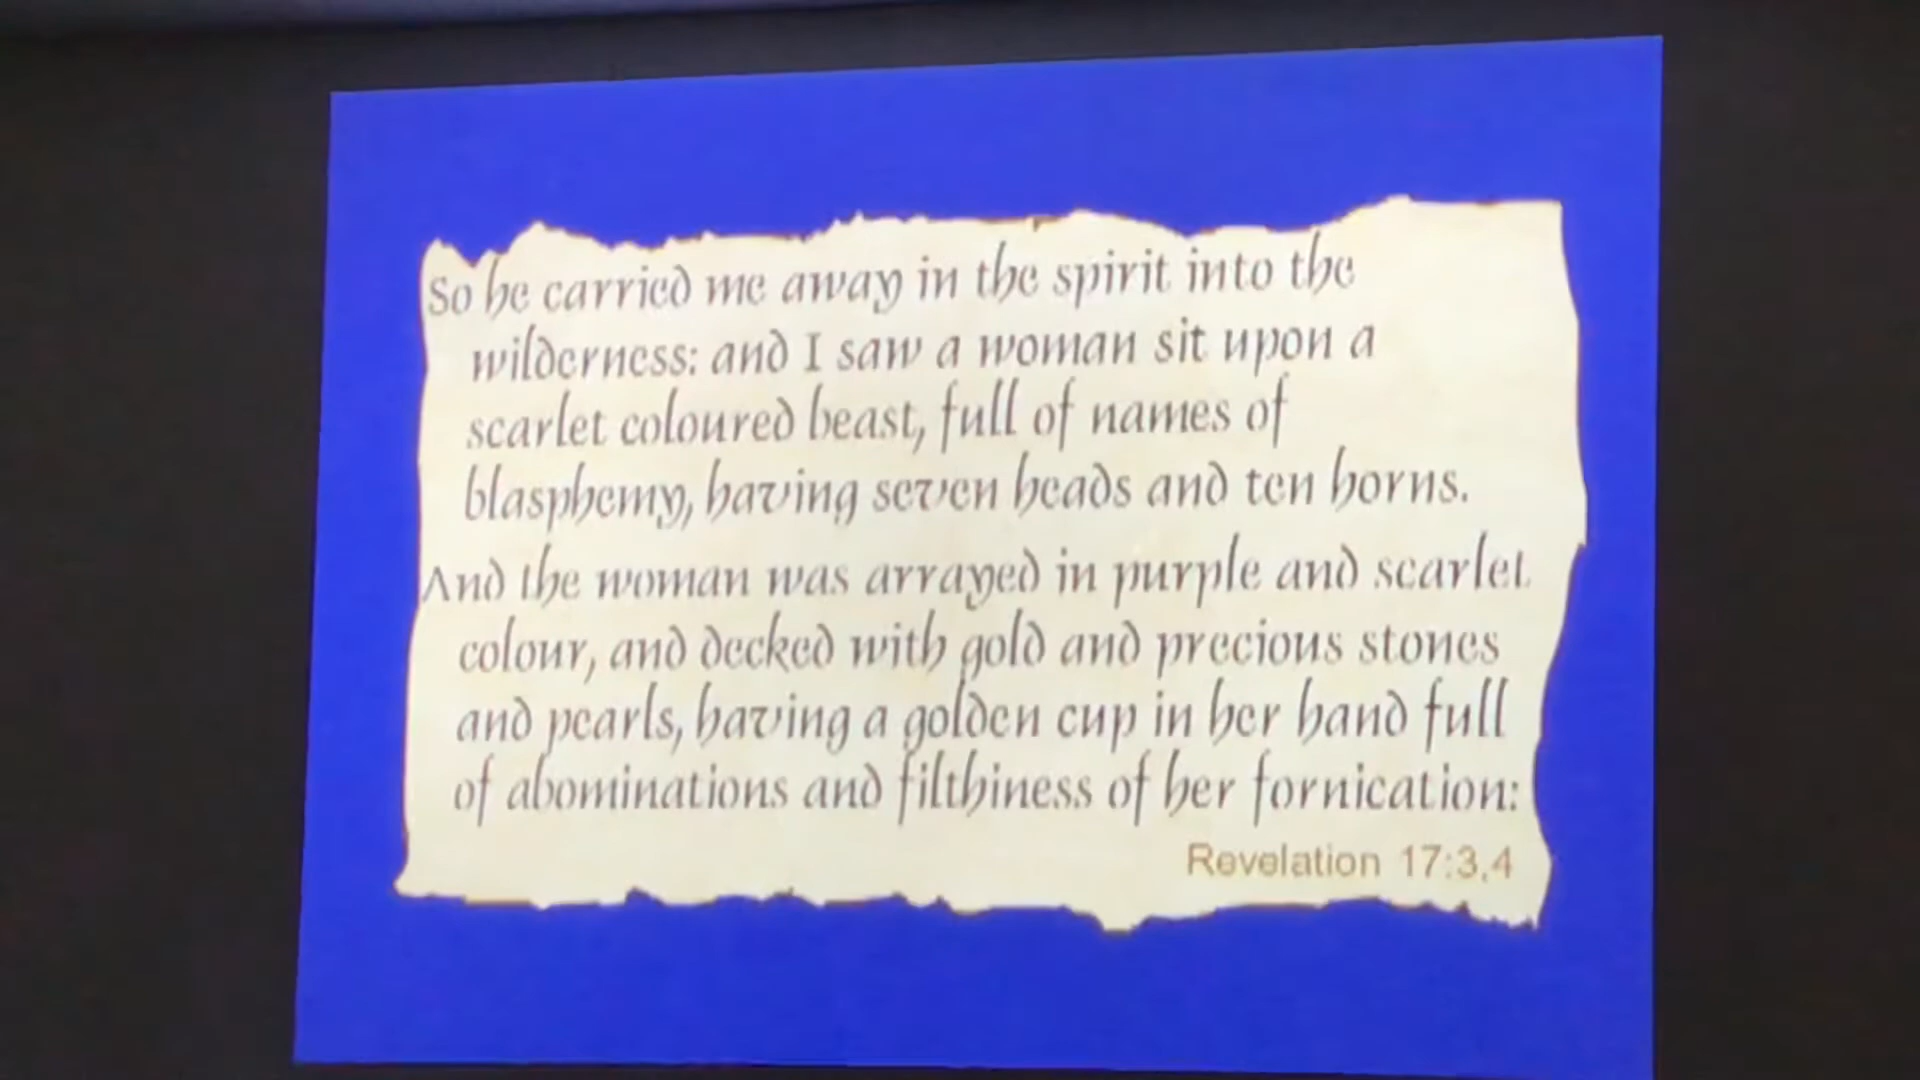 So he carried me away in the spirit into the
wilderness: and I saw a woman sit upon a
scarlet coloured beast, full of names of
blasphemy, having seven heads and ten horns.
And the woman was arrayed in purple and scarlet
colour, and decked with gold and precious stones
and pearls, having a golden cup in her hand full
of abominations and filthiness of her fornication:
Revelation 17:3,4